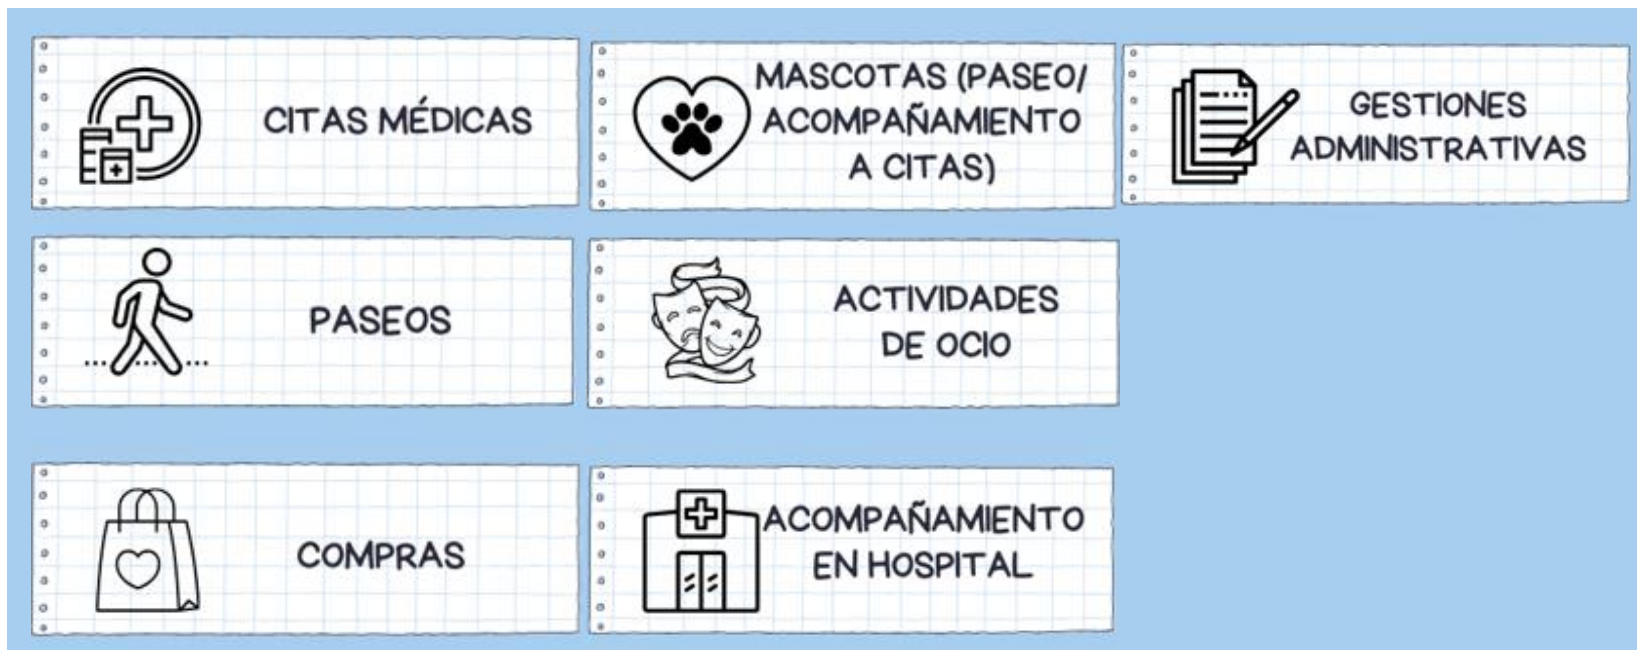 CITAS MÉDICAS
MASCOTAS (PASEO/
ACOMPAÑAMIENTO
A CITAS)
GESTIONES
ADMINISTRATIVAS
PASEOS
ACTIVIDADES
DE OCIO
COMPRAS
ACOMPAÑAMIENTO
EN HOSPITAL